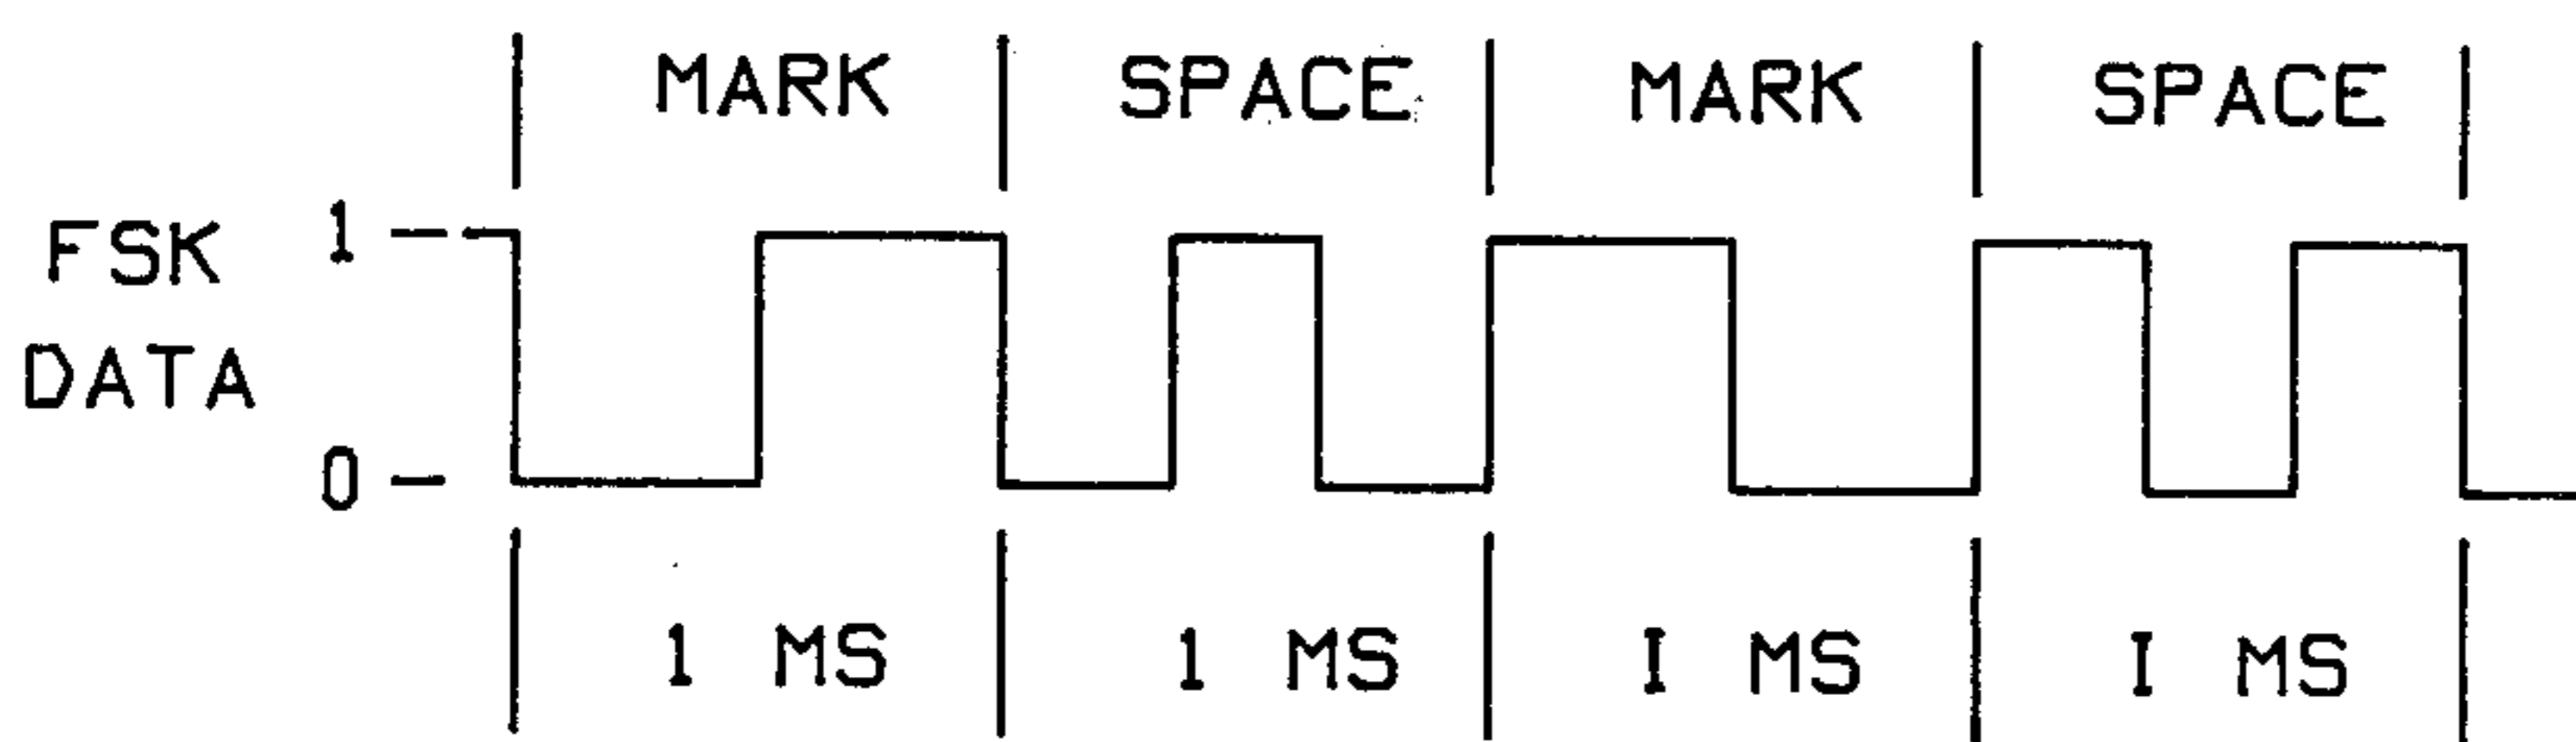 MARK SPACE MARK SPACE
FSK
DATA
1
0
1 MS 1 MS I MS I MS